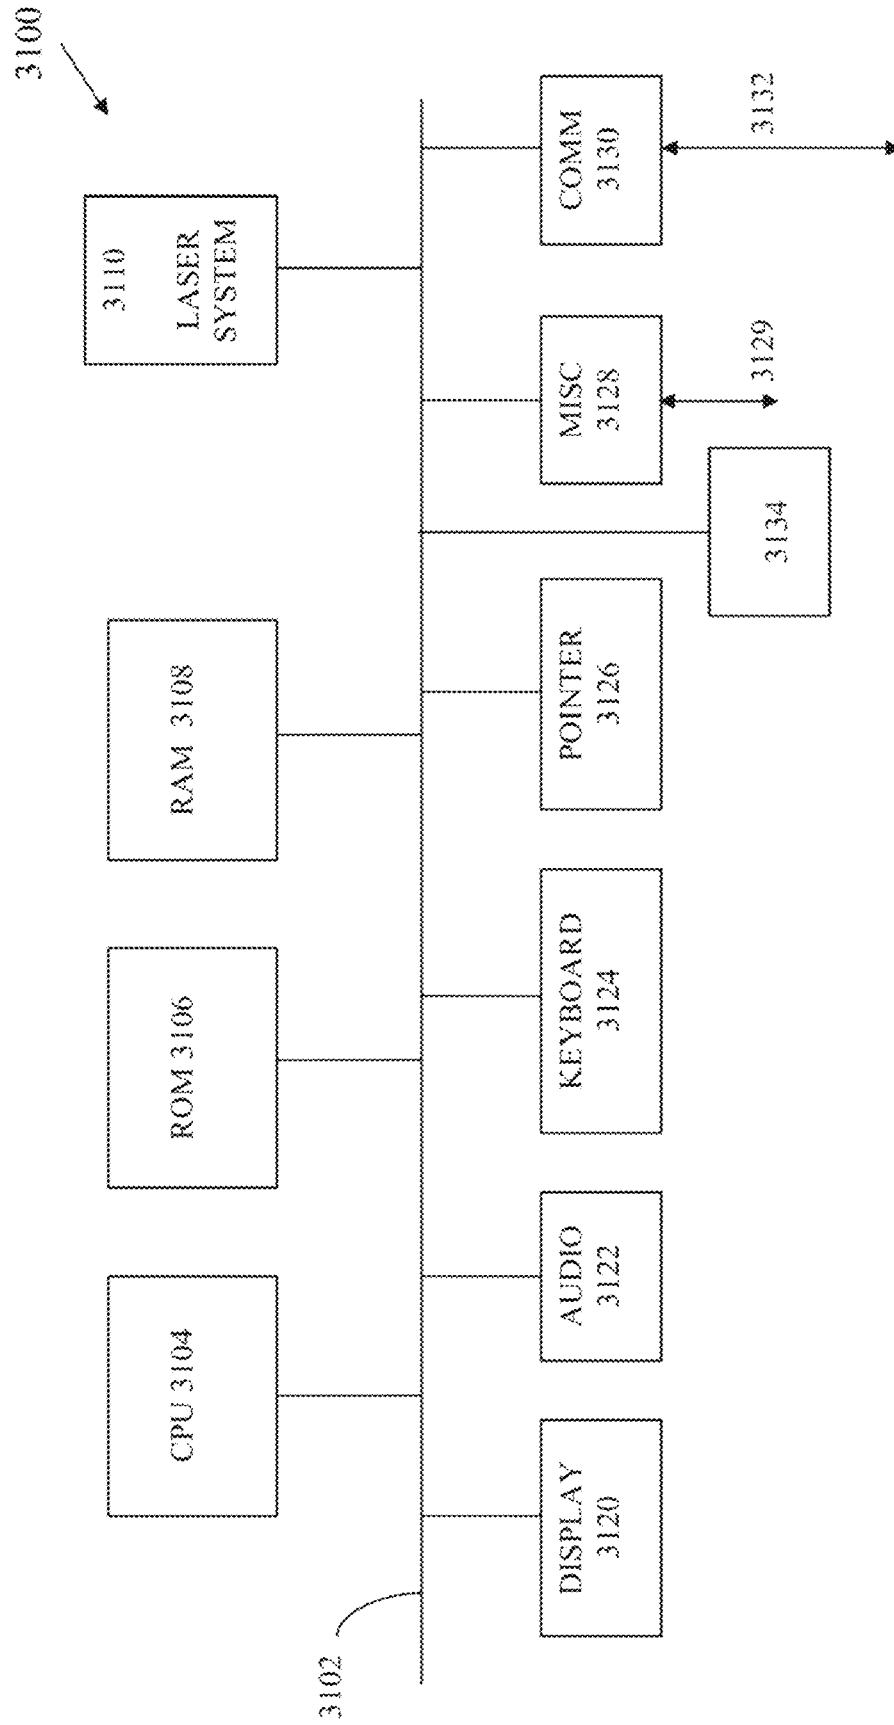 3100
CPU 3104
ROM 3106
RAM 3108
3110
LASER
SYSTEM
3102
DISPLAY
3120
AUDIO
3122
KEYBOARD
3124
POINTER
3126
3134
MISC
3128
3129
COMM
3130
3132